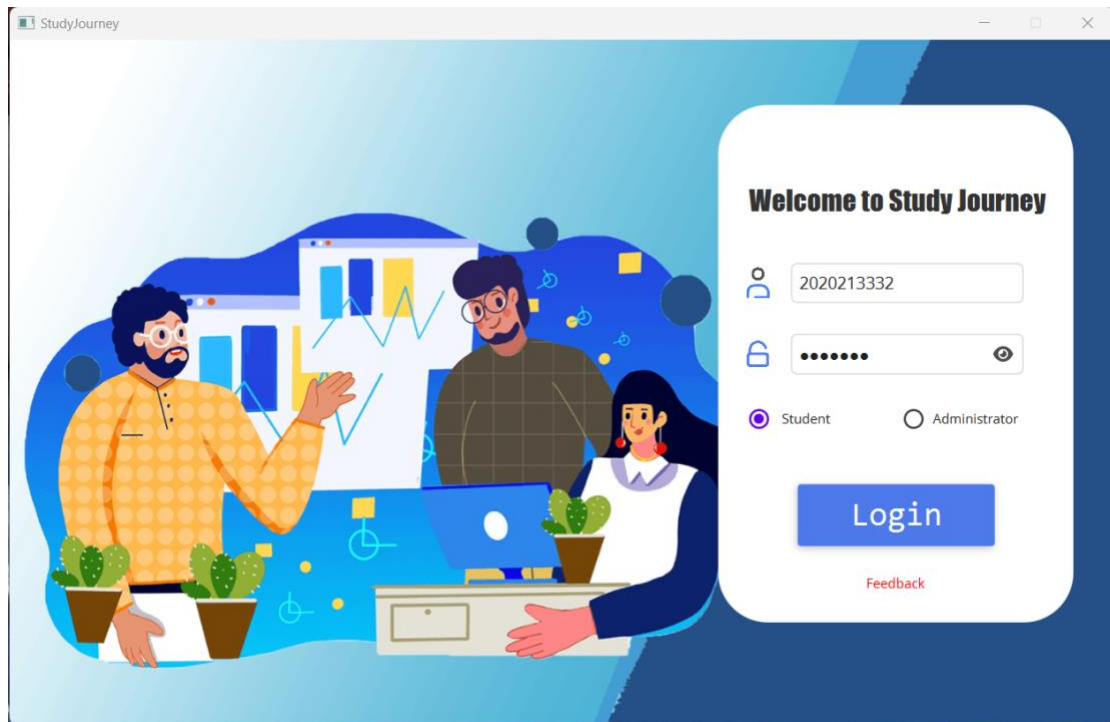 StudyJourney
Welcome to Study Journey
2020213332
•••••••
Student Administrator
Login
Feedback